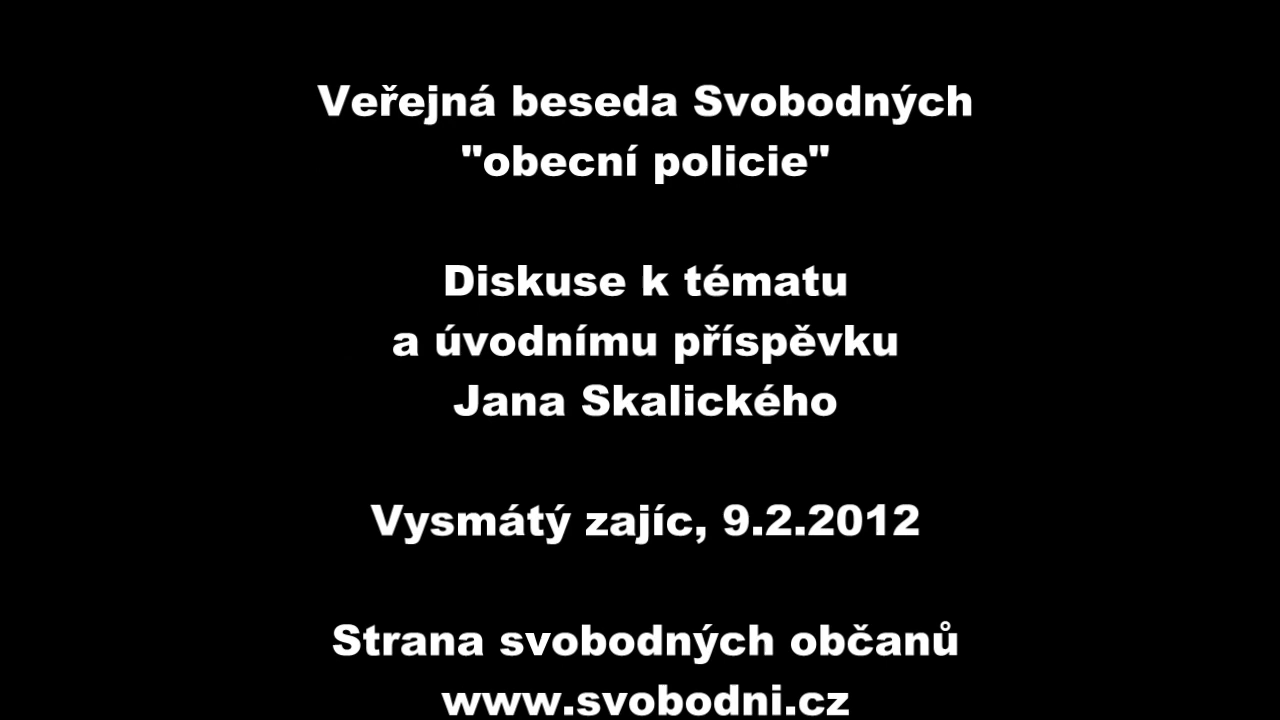 Veřejná beseda Svobodných
"obecní policie"
Diskuse k tématu
a úvodnímu příspěvku
Jana Skalického
Vysmátý zajíc, 9.2.2012
Strana svobodných občanů
www.svobodni.cz